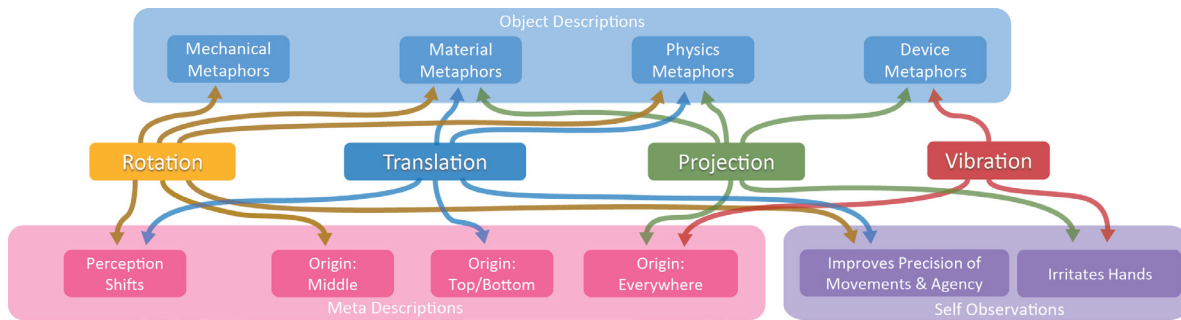 Object Descriptions
Mechanical
Metaphors
Material
Metaphors
Physics
Metaphors
Device
Metaphors
Rotation
Translation
Projection
Vibration
Perception
Shifts
Origin:
Middle
Origin:
Top/Bottom
Origin:
Everywhere
Improves Precision of
Movements & Agency
Irritates Hands
Meta Descriptions
Self Observations